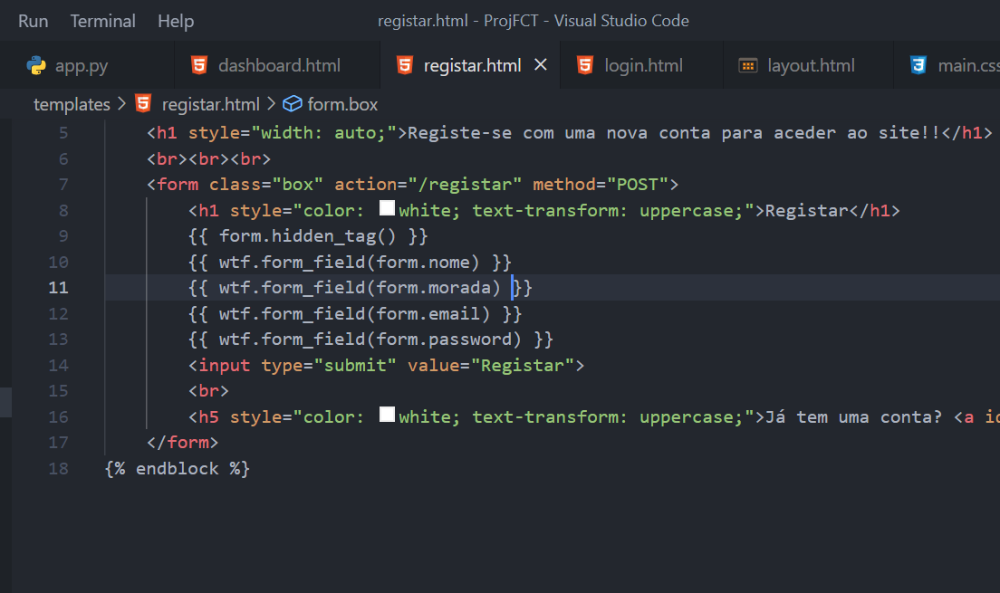 Run Terminal Help registar.html - ProjFCT - Visual Studio Code
app.py dashboard.html registar.html login.html layout.html main.css
templates > registar.html > form.box
5 <h1 style="width: auto;">Registe-se com uma nova conta para aceder ao site!!</h1>
6 <br><br><br>
7 <form class="box" action="/registar" method="POST">
8 <h1 style="color: white; text-transform: uppercase;">Registar</h1>
9 {{ form.hidden_tag() }}
10 {{ wtf.form_field(form.nome) }}
11 {{ wtf.form_field(form.morada) }}
12 {{ wtf.form_field(form.email) }}
13 {{ wtf.form_field(form.password) }}
14 <input type="submit" value="Registar">
15 <br>
16 <h5 style="color: white; text-transform: uppercase;">Já tem uma conta? <a
17 </form>
18 {% endblock %}